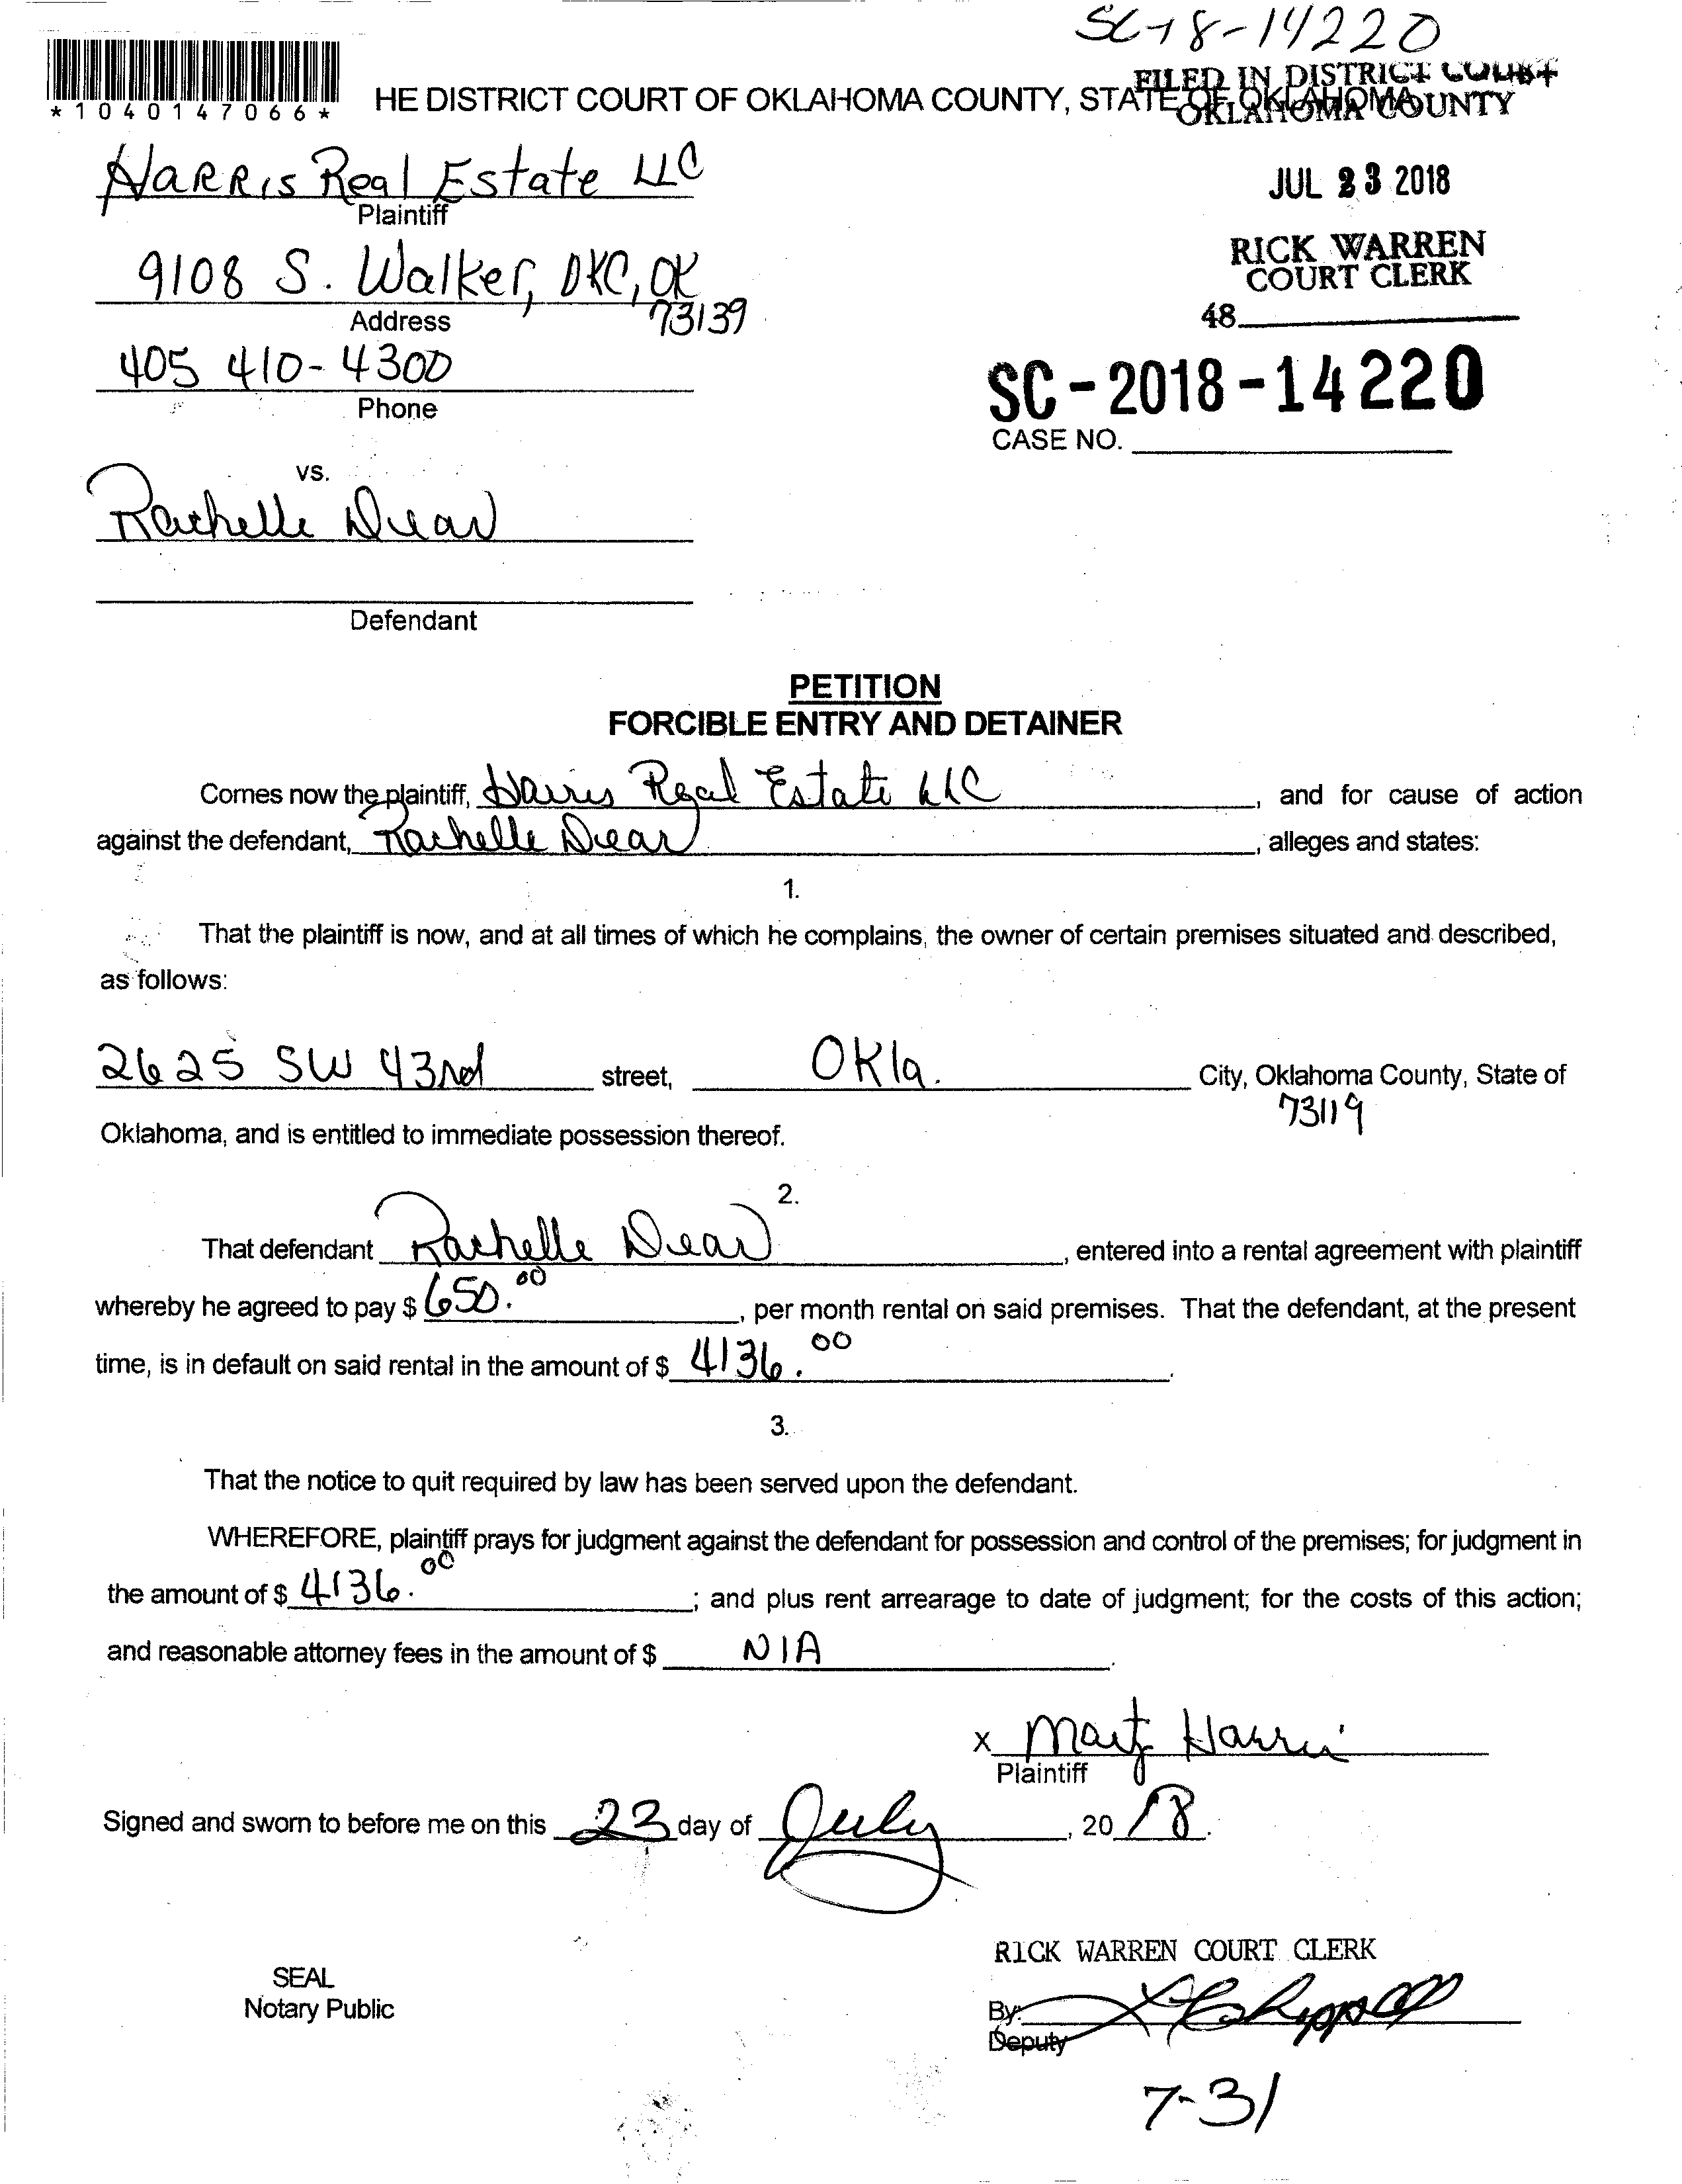 SC-18-14220
*1040147066*
HE DISTRICT COURT OF OKLAHOMA COUNTY, STATE OF OKLAHOMA
FILED IN DISTRICT COURT
OKLAHOMA COUNTY
HARRIS Real Estate LLC
Plaintiff
JUL 23 2018
RICK WARREN
COURT CLERK
9108 S. Walker, OKC, OK
73139
Address
48
405 410-4300
Phone
SC-2018-14220
CASE NO.
vs.
Rachelle Drear
Defendant
PETITION
FORCIBLE ENTRY AND DETAINER
Comes now the plaintiff, Harris Real Estate LLC, and for cause of action
against the defendant, Rachelle Drear, alleges and states:
1.
That the plaintiff is now, and at all times of which he complains, the owner of certain premises situated and described,
as follows:
2625 SW 43rd street, Okla. City, Oklahoma County, State of
73119
Oklahoma, and is entitled to immediate possession thereof.
2.
That defendant Rachelle Drear, entered into a rental agreement with plaintiff
whereby he agreed to pay $ 650.00, per month rental on said premises. That the defendant, at the present
time, is in default on said rental in the amount of $ 4136.00.
3.
That the notice to quit required by law has been served upon the defendant.
WHEREFORE, plaintiff prays for judgment against the defendant for possession and control of the premises; for judgment in
the amount of $ 4136.00; and plus rent arrearage to date of judgment; for the costs of this action;
and reasonable attorney fees in the amount of $ N/A.
x Marty Harris
Plaintiff
Signed and sworn to before me on this 23 day of July, 2018.
RICK WARREN COURT CLERK
SEAL
Notary Public
By:
Deputy
7-31